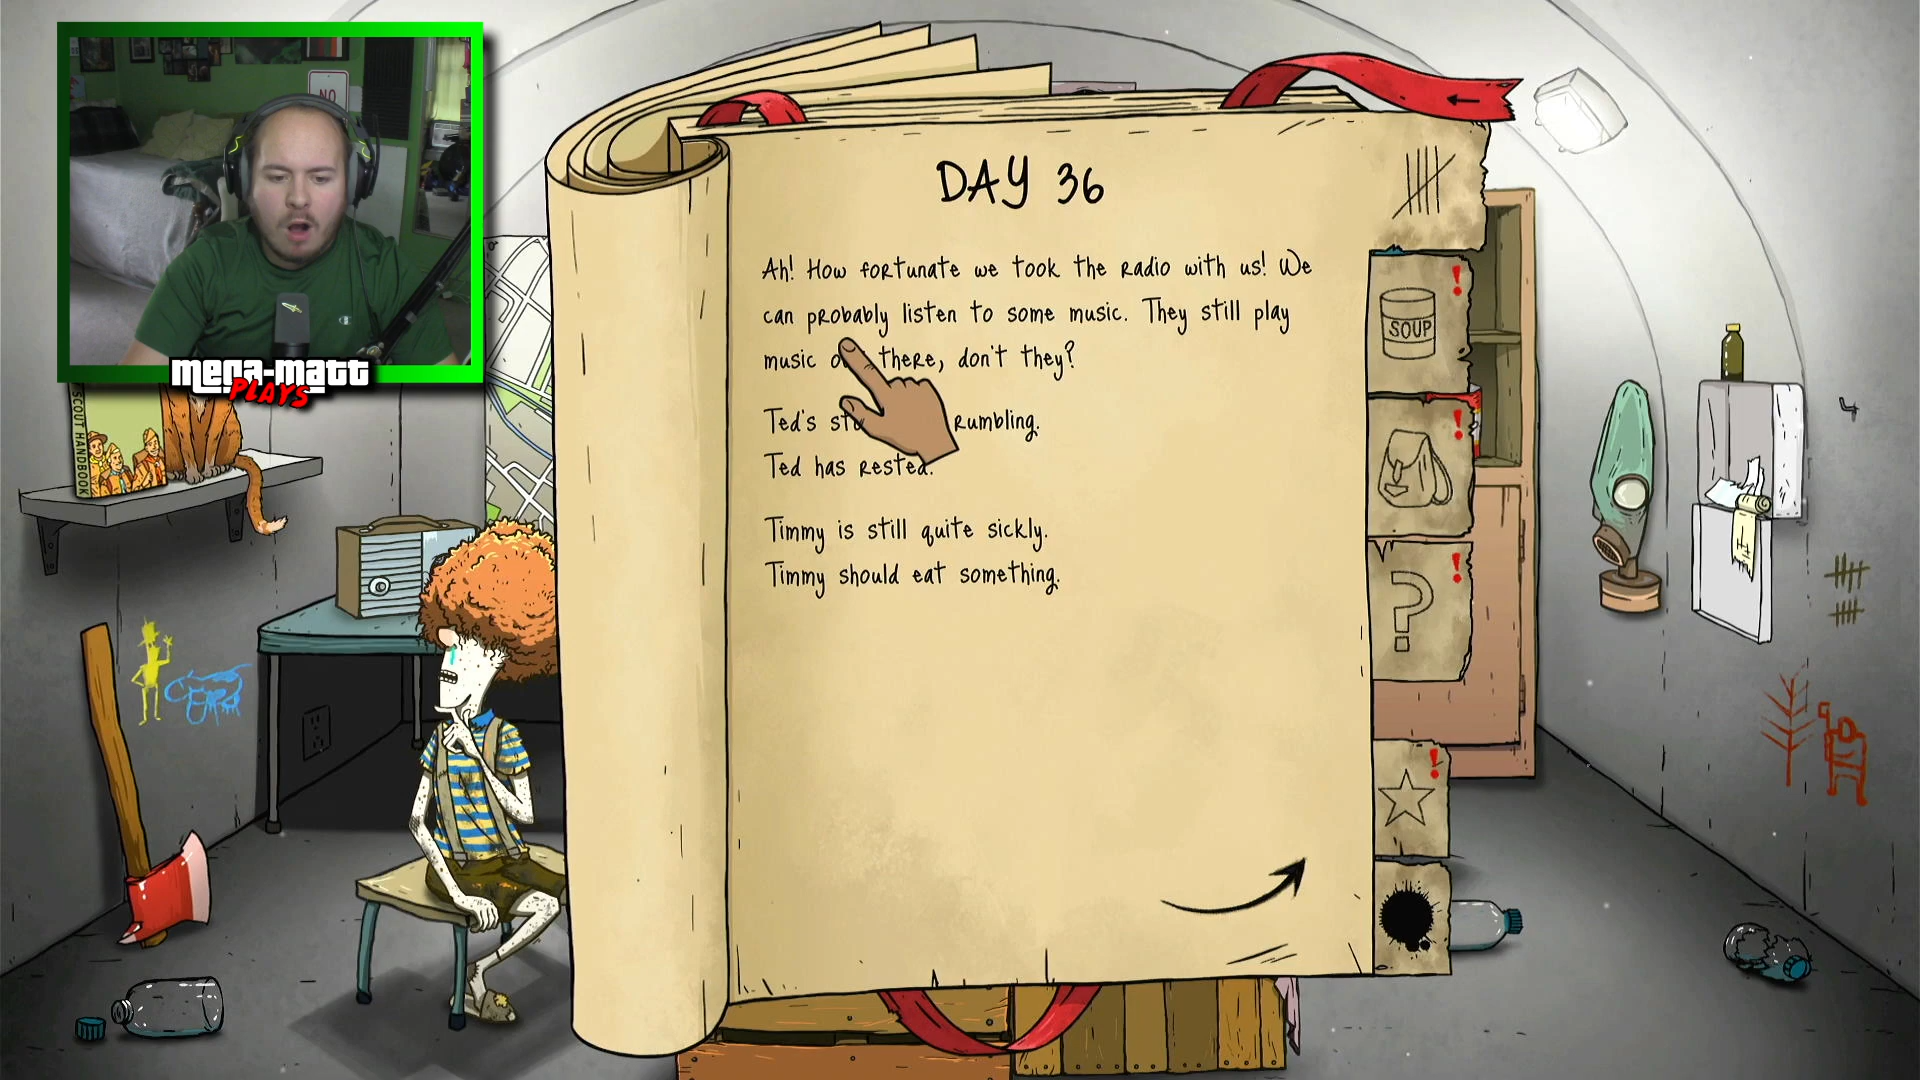 NO
mega-matt
PLAYS
SCOUT HANDBOOK
DAY 36
Ah! How fortunate we took the radio with us! We
can probably listen to some music. They still play
music there, don't they?
Ted's rumbling.
Ted has rested.
Timmy is still quite sickly.
Timmy should eat something.
!
SOUP
!
!
?
!